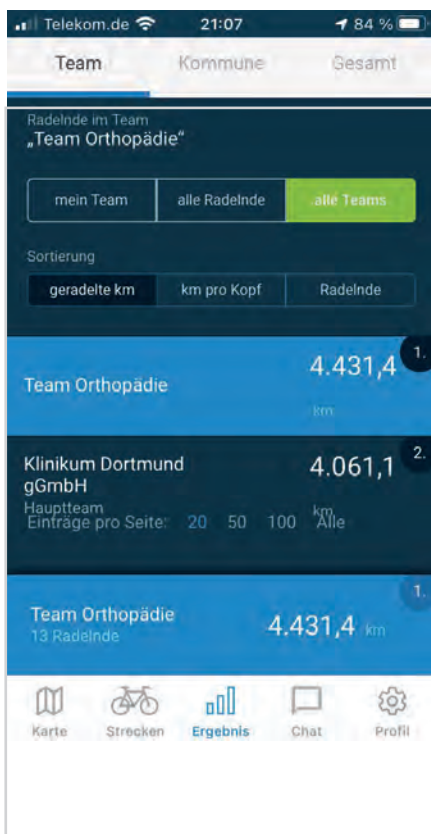 Telekom.de 21:07 84 %
Team Kommune Gesamt
Radelnde im Team
„Team Orthopädie“
mein Team alle Radelnde alle Teams
Sortierung
geradelte km km pro Kopf Radelnde
1.
Team Orthopädie 4.431,4
km
2.
Klinikum Dortmund 4.061,1
gGmbH
Hauptteam km
Einträge pro Seite: 20 50 100 Alle
1.
Team Orthopädie 4.431,4 km
13 Radelnde
Karte Strecken Ergebnis Chat Profil